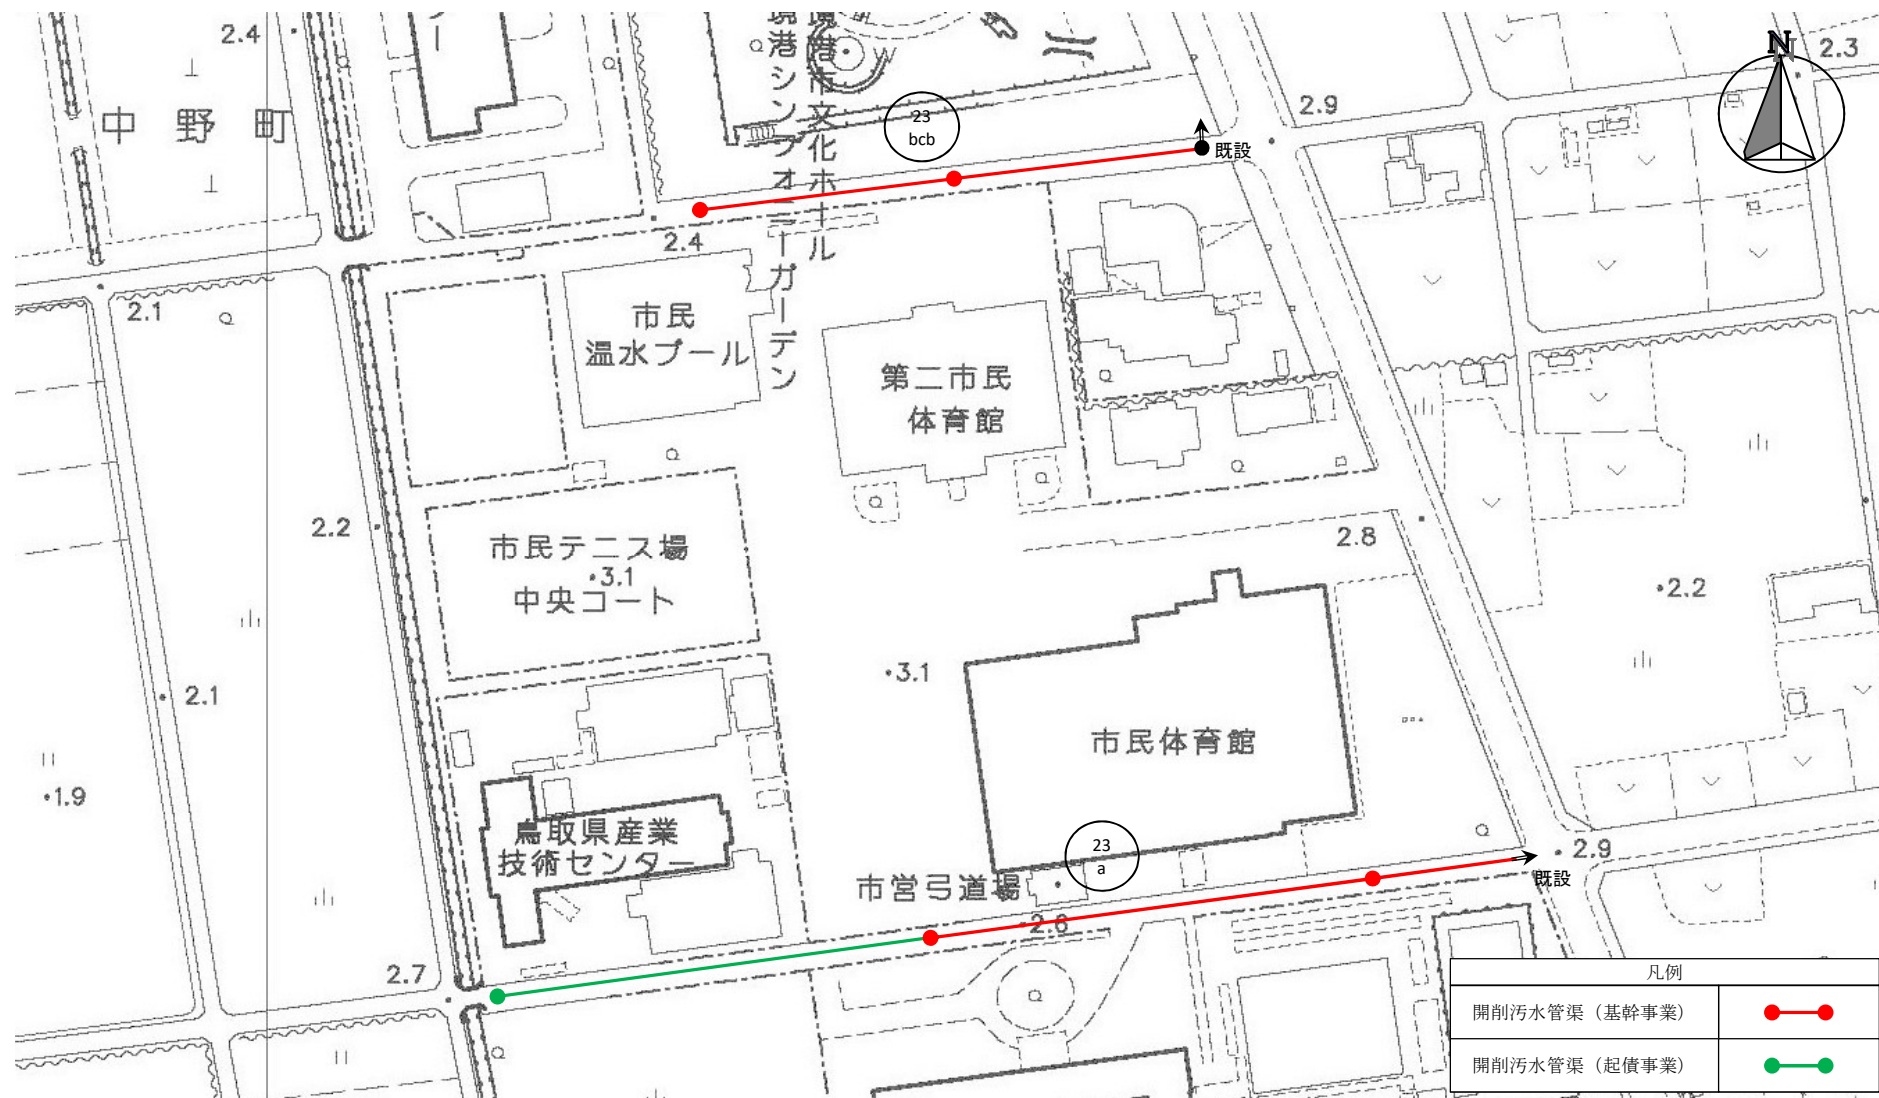 2.4
中野町
境港市文化ホール
境港シンフォニーガーデン
23
bcb
既設
2.9
N
2.3
2.4
2.1
市民
温水プール
第二市民
体育館
2.2
市民テニス場
3.1
中央コート
2.8
2.2
2.1
3.1
市民体育館
1.9
鳥取県産業
技術センター
23
a
市営弓道場
2.6
2.9
既設
2.7
凡例
開削汚水管渠（基幹事業）
開削汚水管渠（起債事業）